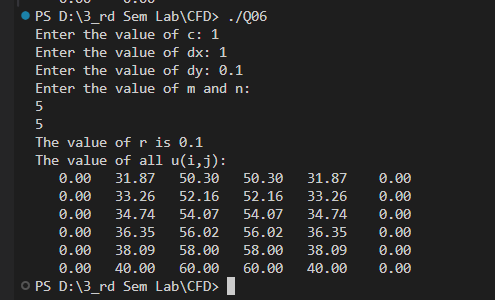 PS D:\3_rd Sem Lab\CFD> ./Q06
Enter the value of c: 1
Enter the value of dx: 1
Enter the value of dy: 0.1
Enter the value of m and n:
5
5
The value of r is 0.1
The value of all u(i,j):
0.00 31.87 50.30 50.30 31.87 0.00
0.00 33.26 52.16 52.16 33.26 0.00
0.00 34.74 54.07 54.07 34.74 0.00
0.00 36.35 56.02 56.02 36.35 0.00
0.00 38.09 58.00 58.00 38.09 0.00
0.00 40.00 60.00 60.00 40.00 0.00
PS D:\3_rd Sem Lab\CFD>